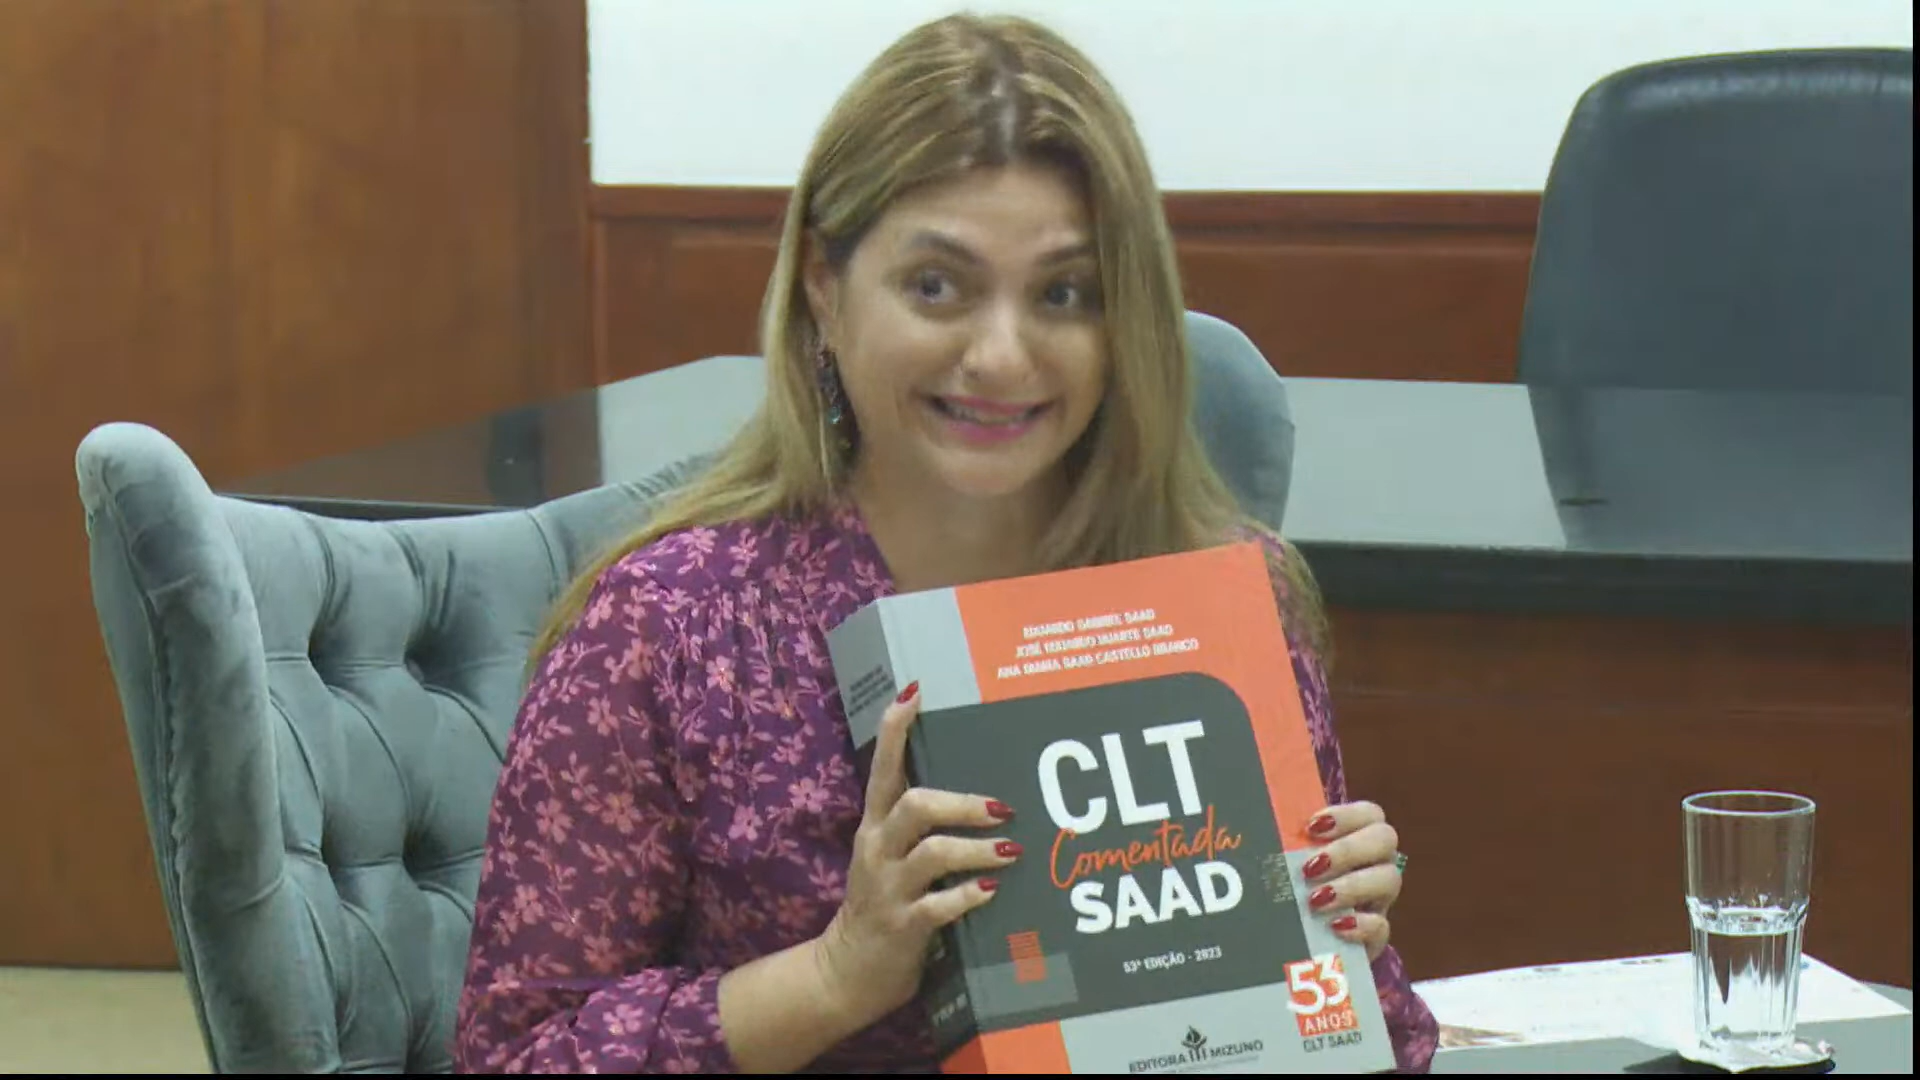 EDUARDO GABRIEL SAAD
JOSÉ EDUARDO DUARTE SAAD
ANA MARIA SAAD CASTELLO BRANCO
CLT
Comentada
SAAD
53ª EDIÇÃO - 2023
53
ANOS
CLT SAAD
EDITORA MIZUNO